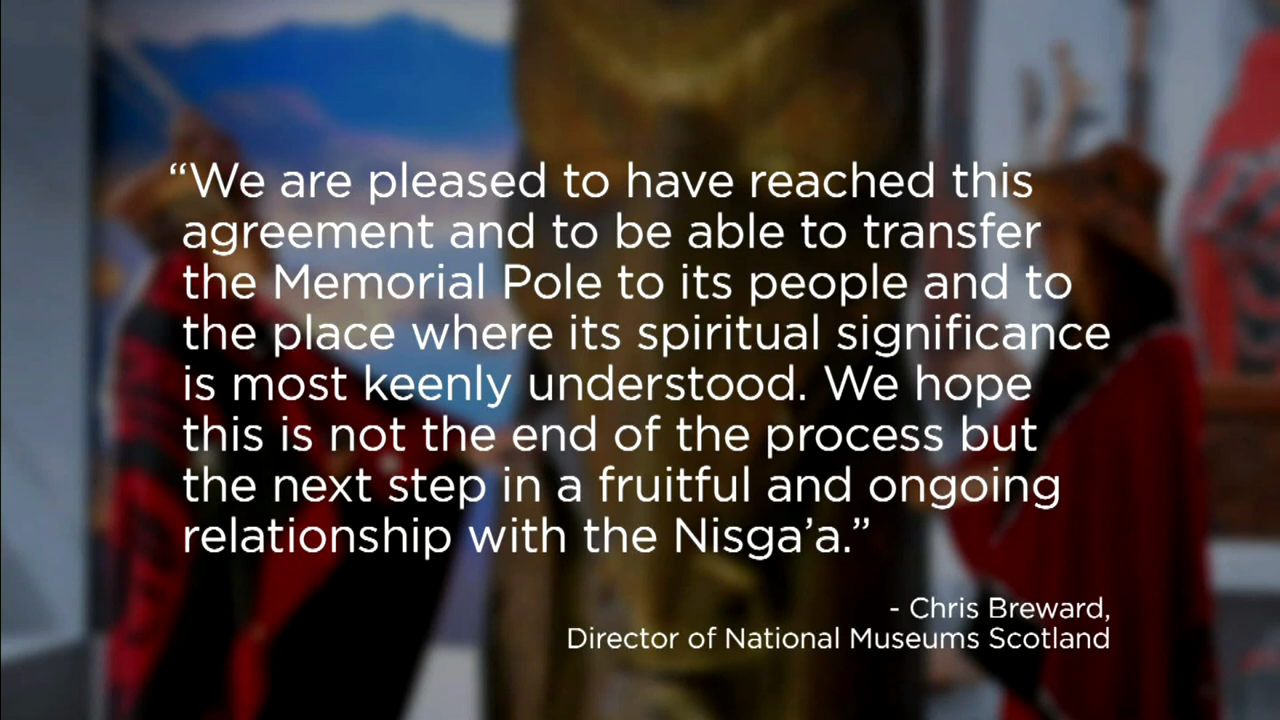 “We are pleased to have reached this
agreement and to be able to transfer
the Memorial Pole to its people and to
the place where its spiritual significance
is most keenly understood. We hope
this is not the end of the process but
the next step in a fruitful and ongoing
relationship with the Nisga’a.”
- Chris Breward,
Director of National Museums Scotland